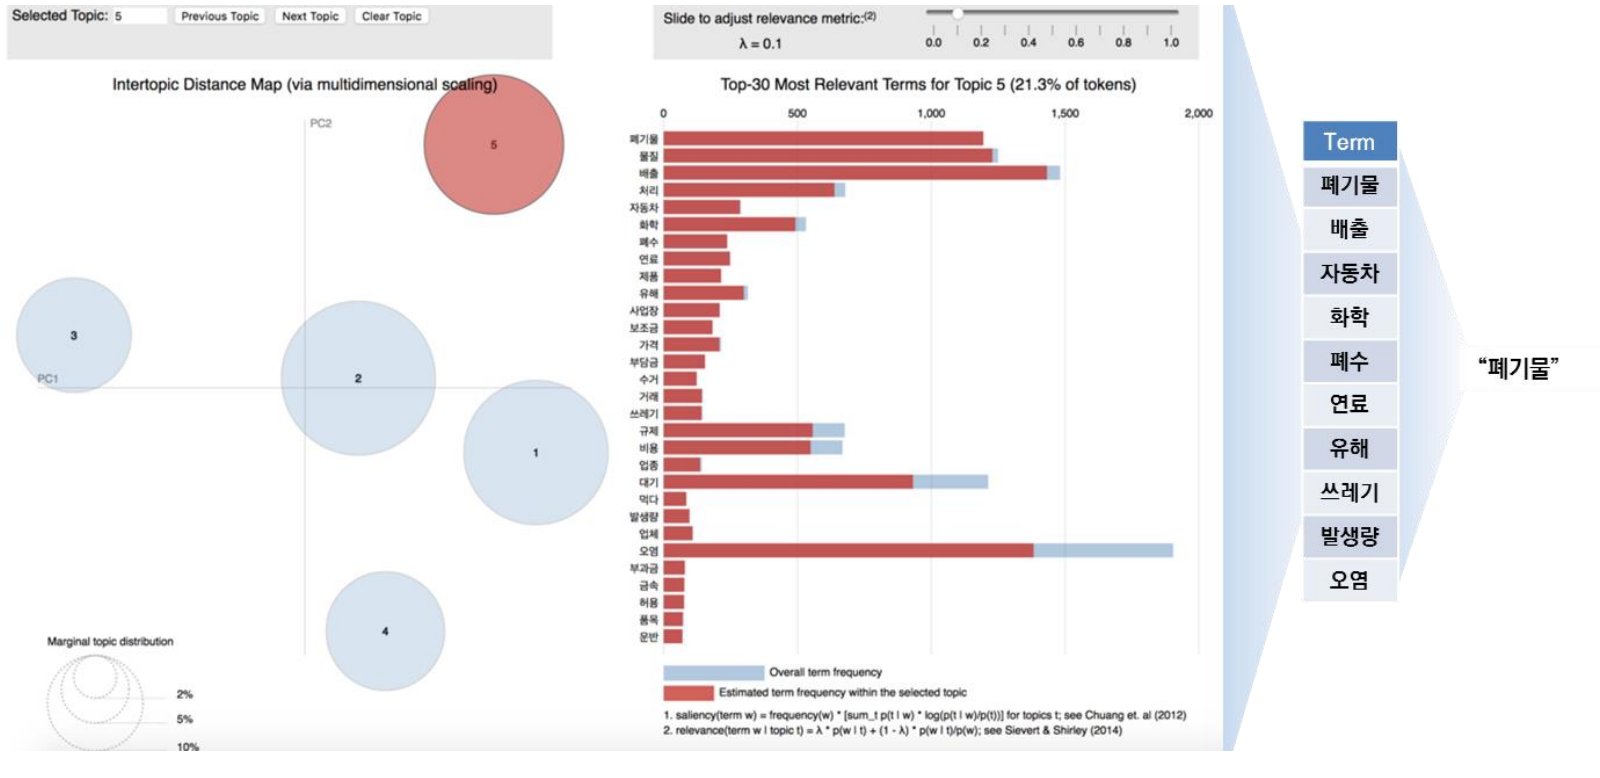 Selected Topic: 5 Previous Topic Next Topic Clear Topic
Slide to adjust relevance metric:(2)
λ = 0.1
0.0 0.2 0.4 0.6 0.8 1.0
Intertopic Distance Map (via multidimensional scaling)
PC2
PC1
5
3
2
1
4
Marginal topic distribution
2%
5%
10%
Top-30 Most Relevant Terms for Topic 5 (21.3% of tokens)
0 500 1,000 1,500 2,000
폐기물
물질
배출
처리
자동차
화학
폐수
연료
제품
유해
사업장
보조금
가격
부담금
수거
거래
쓰레기
규제
비용
업종
대기
먹다
발생량
업체
오염
부과금
금속
허용
품목
운반
Overall term frequency
Estimated term frequency within the selected topic
1. saliency(term w) = frequency(w) * [sum_t p(t | w) * log(p(t | w)/p(t))] for topics t; see Chuang et. al (2012)
2. relevance(term w | topic t) = λ * p(w | t) + (1 - λ) * p(w | t)/p(w); see Sievert & Shirley (2014)
Term
폐기물
배출
자동차
화학
폐수
연료
유해
쓰레기
발생량
오염
“폐기물”